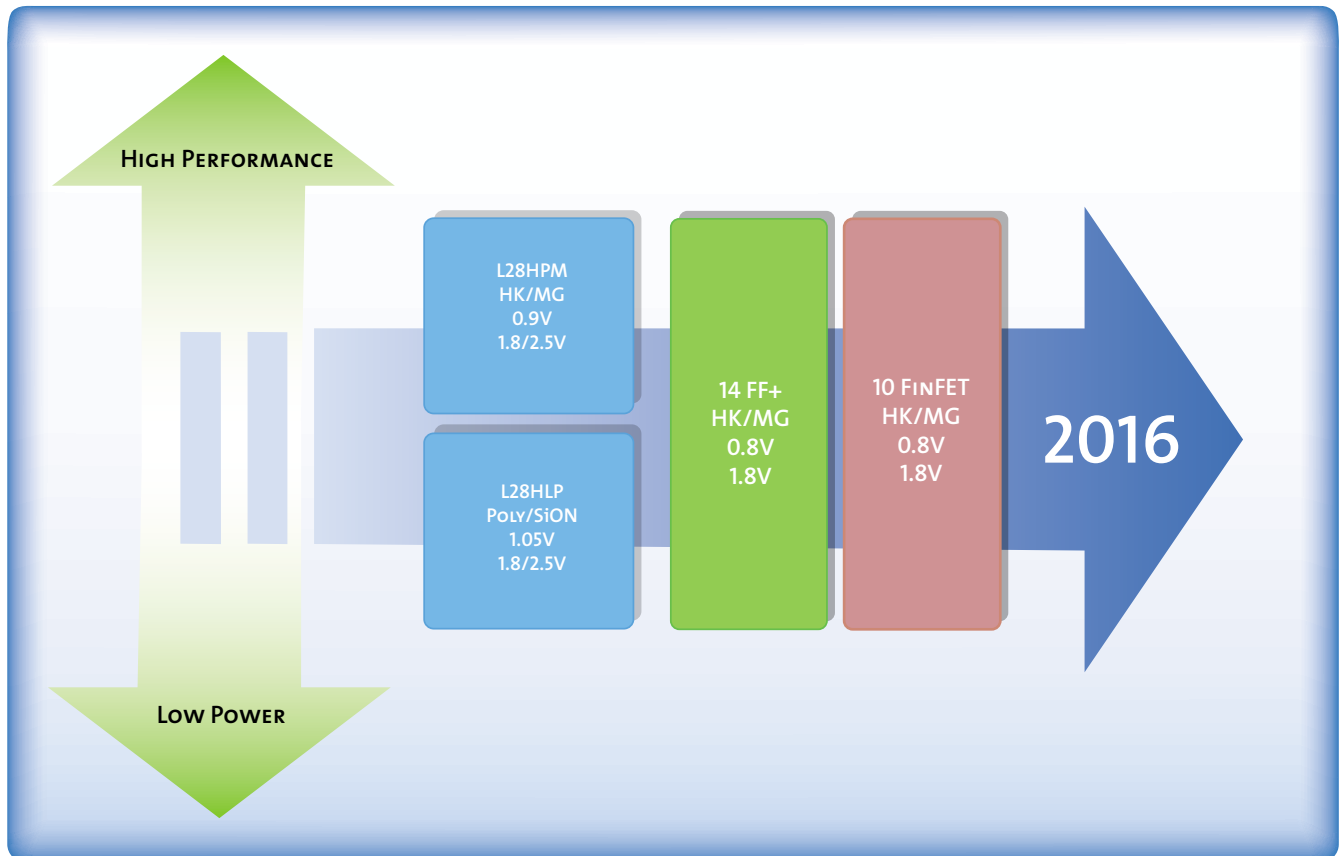 High Performance
L28HPM
HK/MG
0.9V
1.8/2.5V
L28HLP
Poly/SiON
1.05V
1.8/2.5V
14 FF+
HK/MG
0.8V
1.8V
10 FinFET
HK/MG
0.8V
1.8V
2016
Low Power